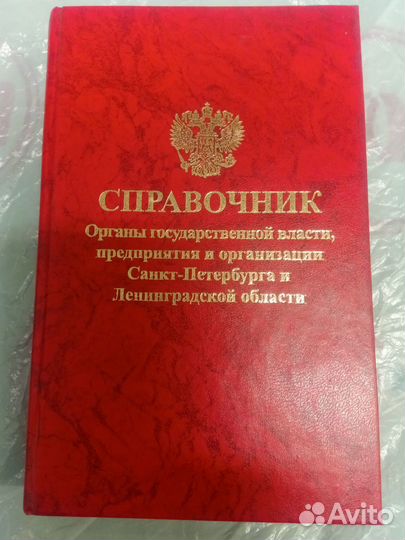 СПРАВОЧНИК
Органы государственной власти,
предприятия и организации
Санкт-Петербурга и
Ленинградской области
Avito